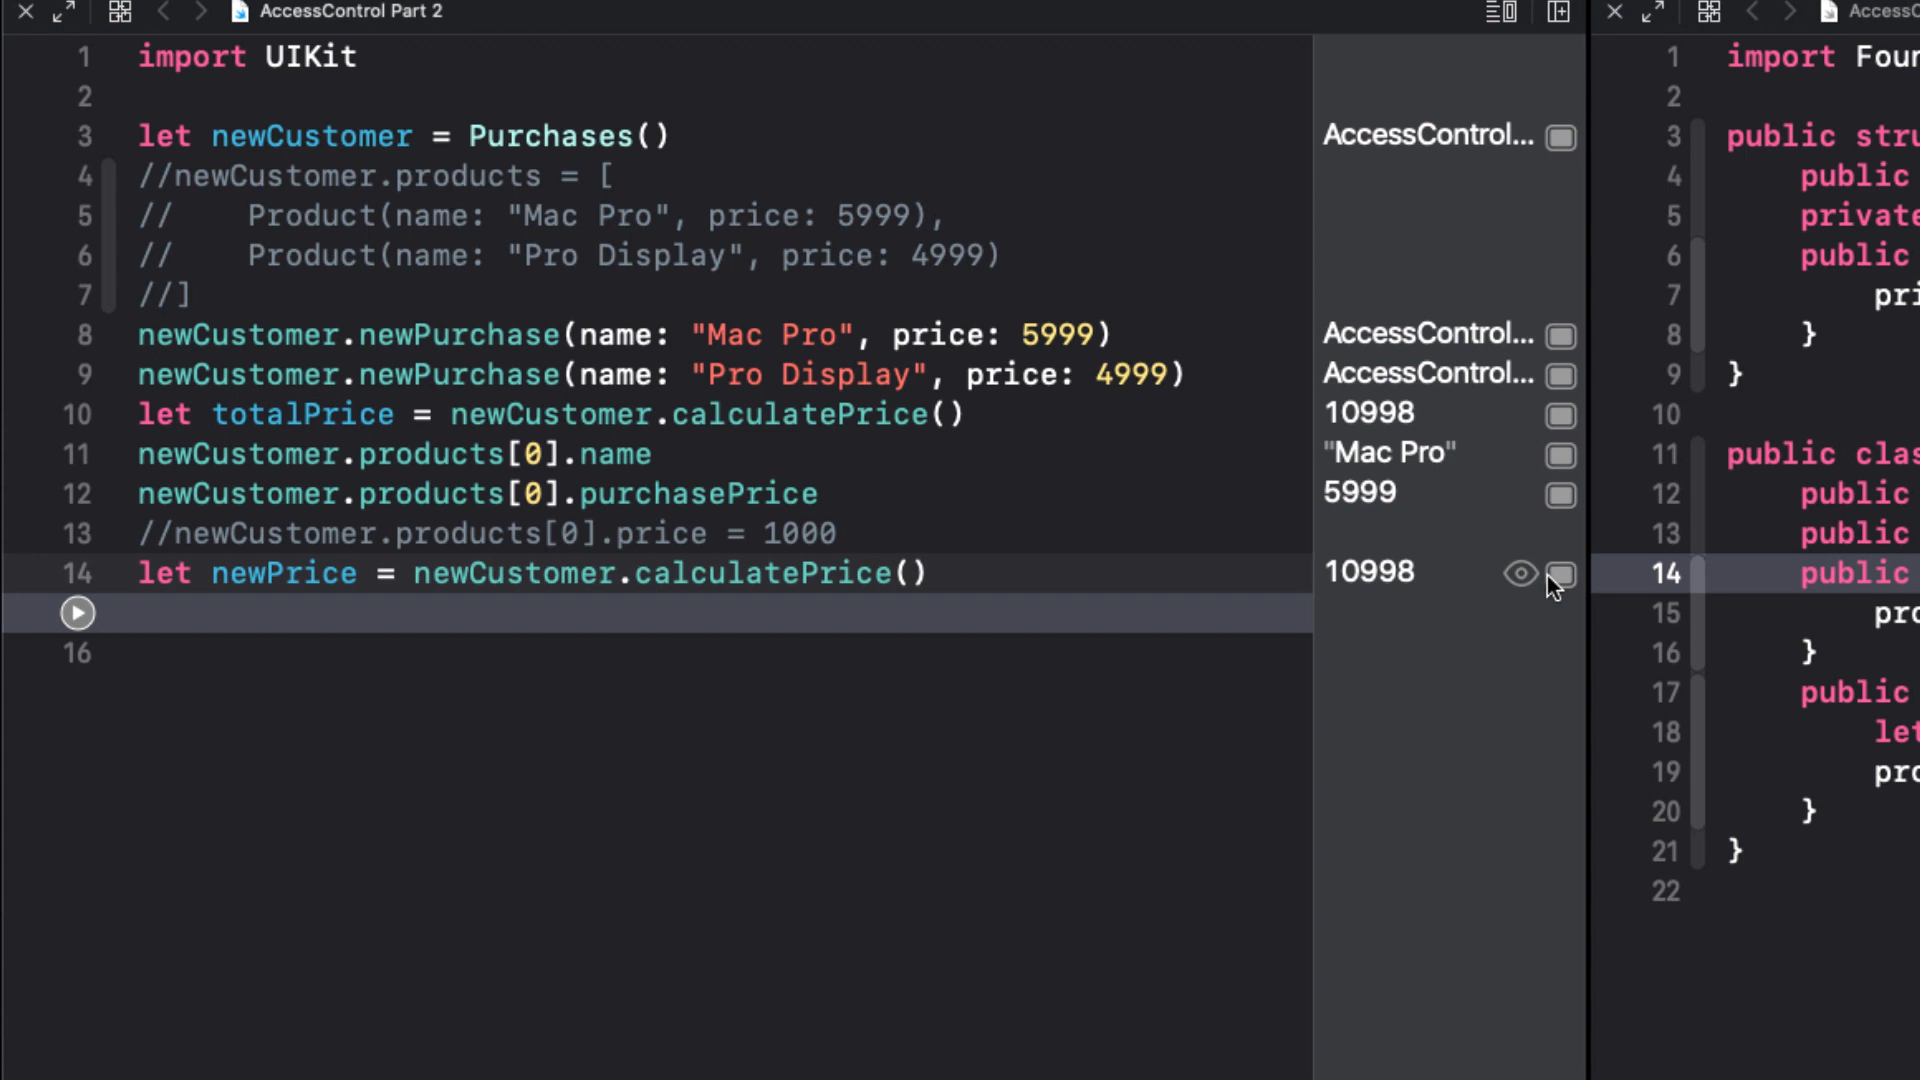 AccessControl Part 2
1 import UIKit
2
3 let newCustomer = Purchases()
4 //newCustomer.products = [
5 //    Product(name: "Mac Pro", price: 5999),
6 //    Product(name: "Pro Display", price: 4999)
7 //]
8 newCustomer.newPurchase(name: "Mac Pro", price: 5999)
9 newCustomer.newPurchase(name: "Pro Display", price: 4999)
10 let totalPrice = newCustomer.calculatePrice()
11 newCustomer.products[0].name
12 newCustomer.products[0].purchasePrice
13 //newCustomer.products[0].price = 1000
14 let newPrice = newCustomer.calculatePrice()
16
AccessControl...
AccessControl...
AccessControl...
10998
"Mac Pro"
5999
10998
AccessC
1 import Foun
2
3 public stru
4 public
5 private
6 public
7 pri
8 }
9 }
10
11 public clas
12 public
13 public
14 public
15 pro
16 }
17 public
18 let
19 pro
20 }
21 }
22